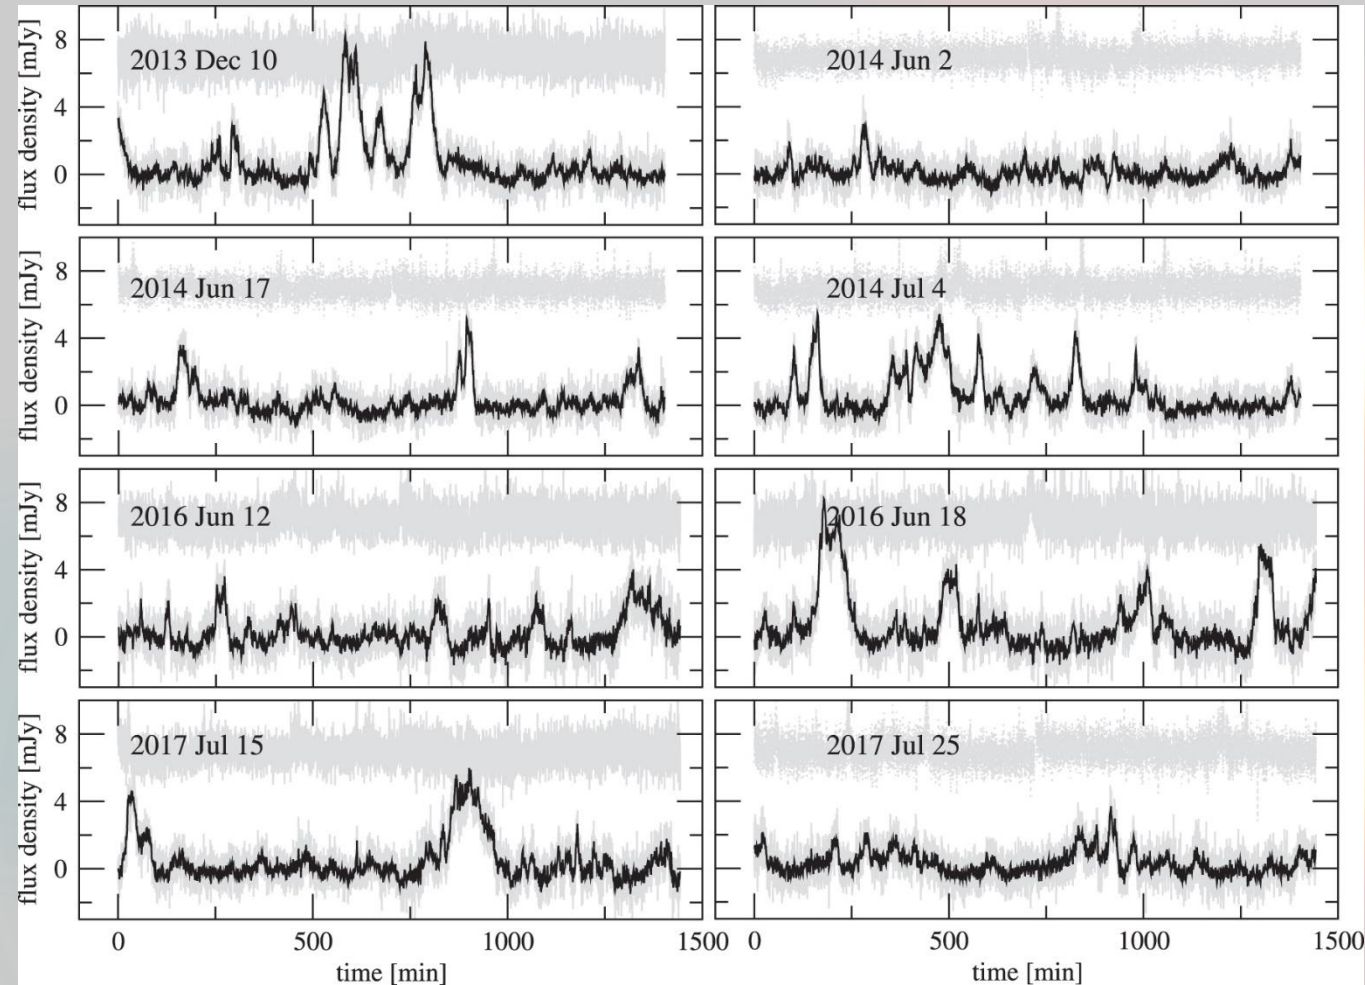 flux density [mJy]
8
4
0
2013 Dec 10
2014 Jun 2
flux density [mJy]
8
4
0
2014 Jun 17
2014 Jul 4
flux density [mJy]
8
4
0
2016 Jun 12
2016 Jun 18
flux density [mJy]
8
4
0
2017 Jul 15
2017 Jul 25
0 500 1000 1500 0 500 1000 1500
time [min] time [min]